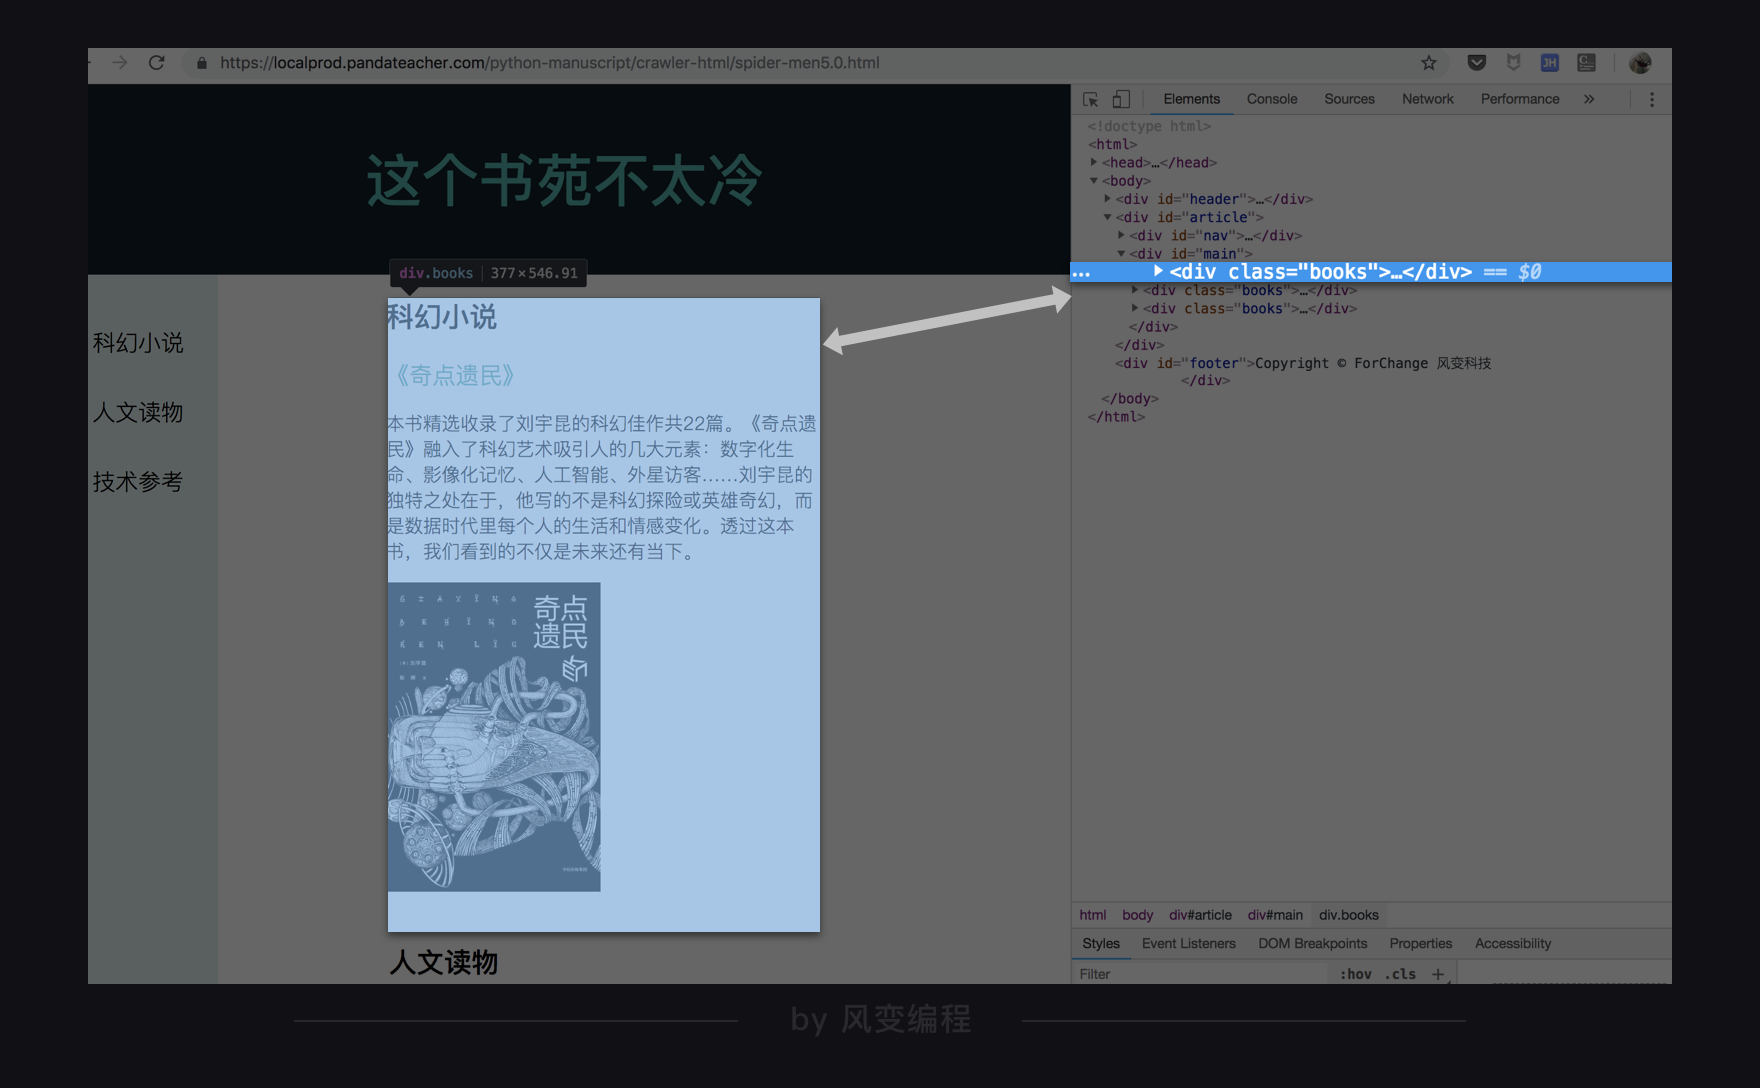 https://localprod.pandateacher.com/python-manuscript/crawler-html/spider-men5.0.html
JH
这个书苑不太冷
div.books | 377×546.91
科幻小说
人文读物
技术参考
科幻小说
《奇点遗民》
本书精选收录了刘宇昆的科幻佳作共22篇。《奇点遗
民》融入了科幻艺术吸引人的几大元素：数字化生
命、影像化记忆、人工智能、外星访客……刘宇昆的
独特之处在于，他写的不是科幻探险或英雄奇幻，而
是数据时代里每个人的生活和情感变化。透过这本
书，我们看到的不仅是未来还有当下。
奇点
遗民
人文读物
Elements Console Sources Network Performance »
<!doctype html>
<html>
<head>…</head>
<body>
<div id="header">…</div>
<div id="article">
<div id="nav">…</div>
<div id="main">
… <div class="books">…</div> == $0
<div class="books">…</div>
<div class="books">…</div>
</div>
</div>
<div id="footer">Copyright © ForChange 风变科技
</div>
</body>
</html>
html body div#article div#main div.books
Styles Event Listeners DOM Breakpoints Properties Accessibility
Filter :hov .cls +
by 风变编程